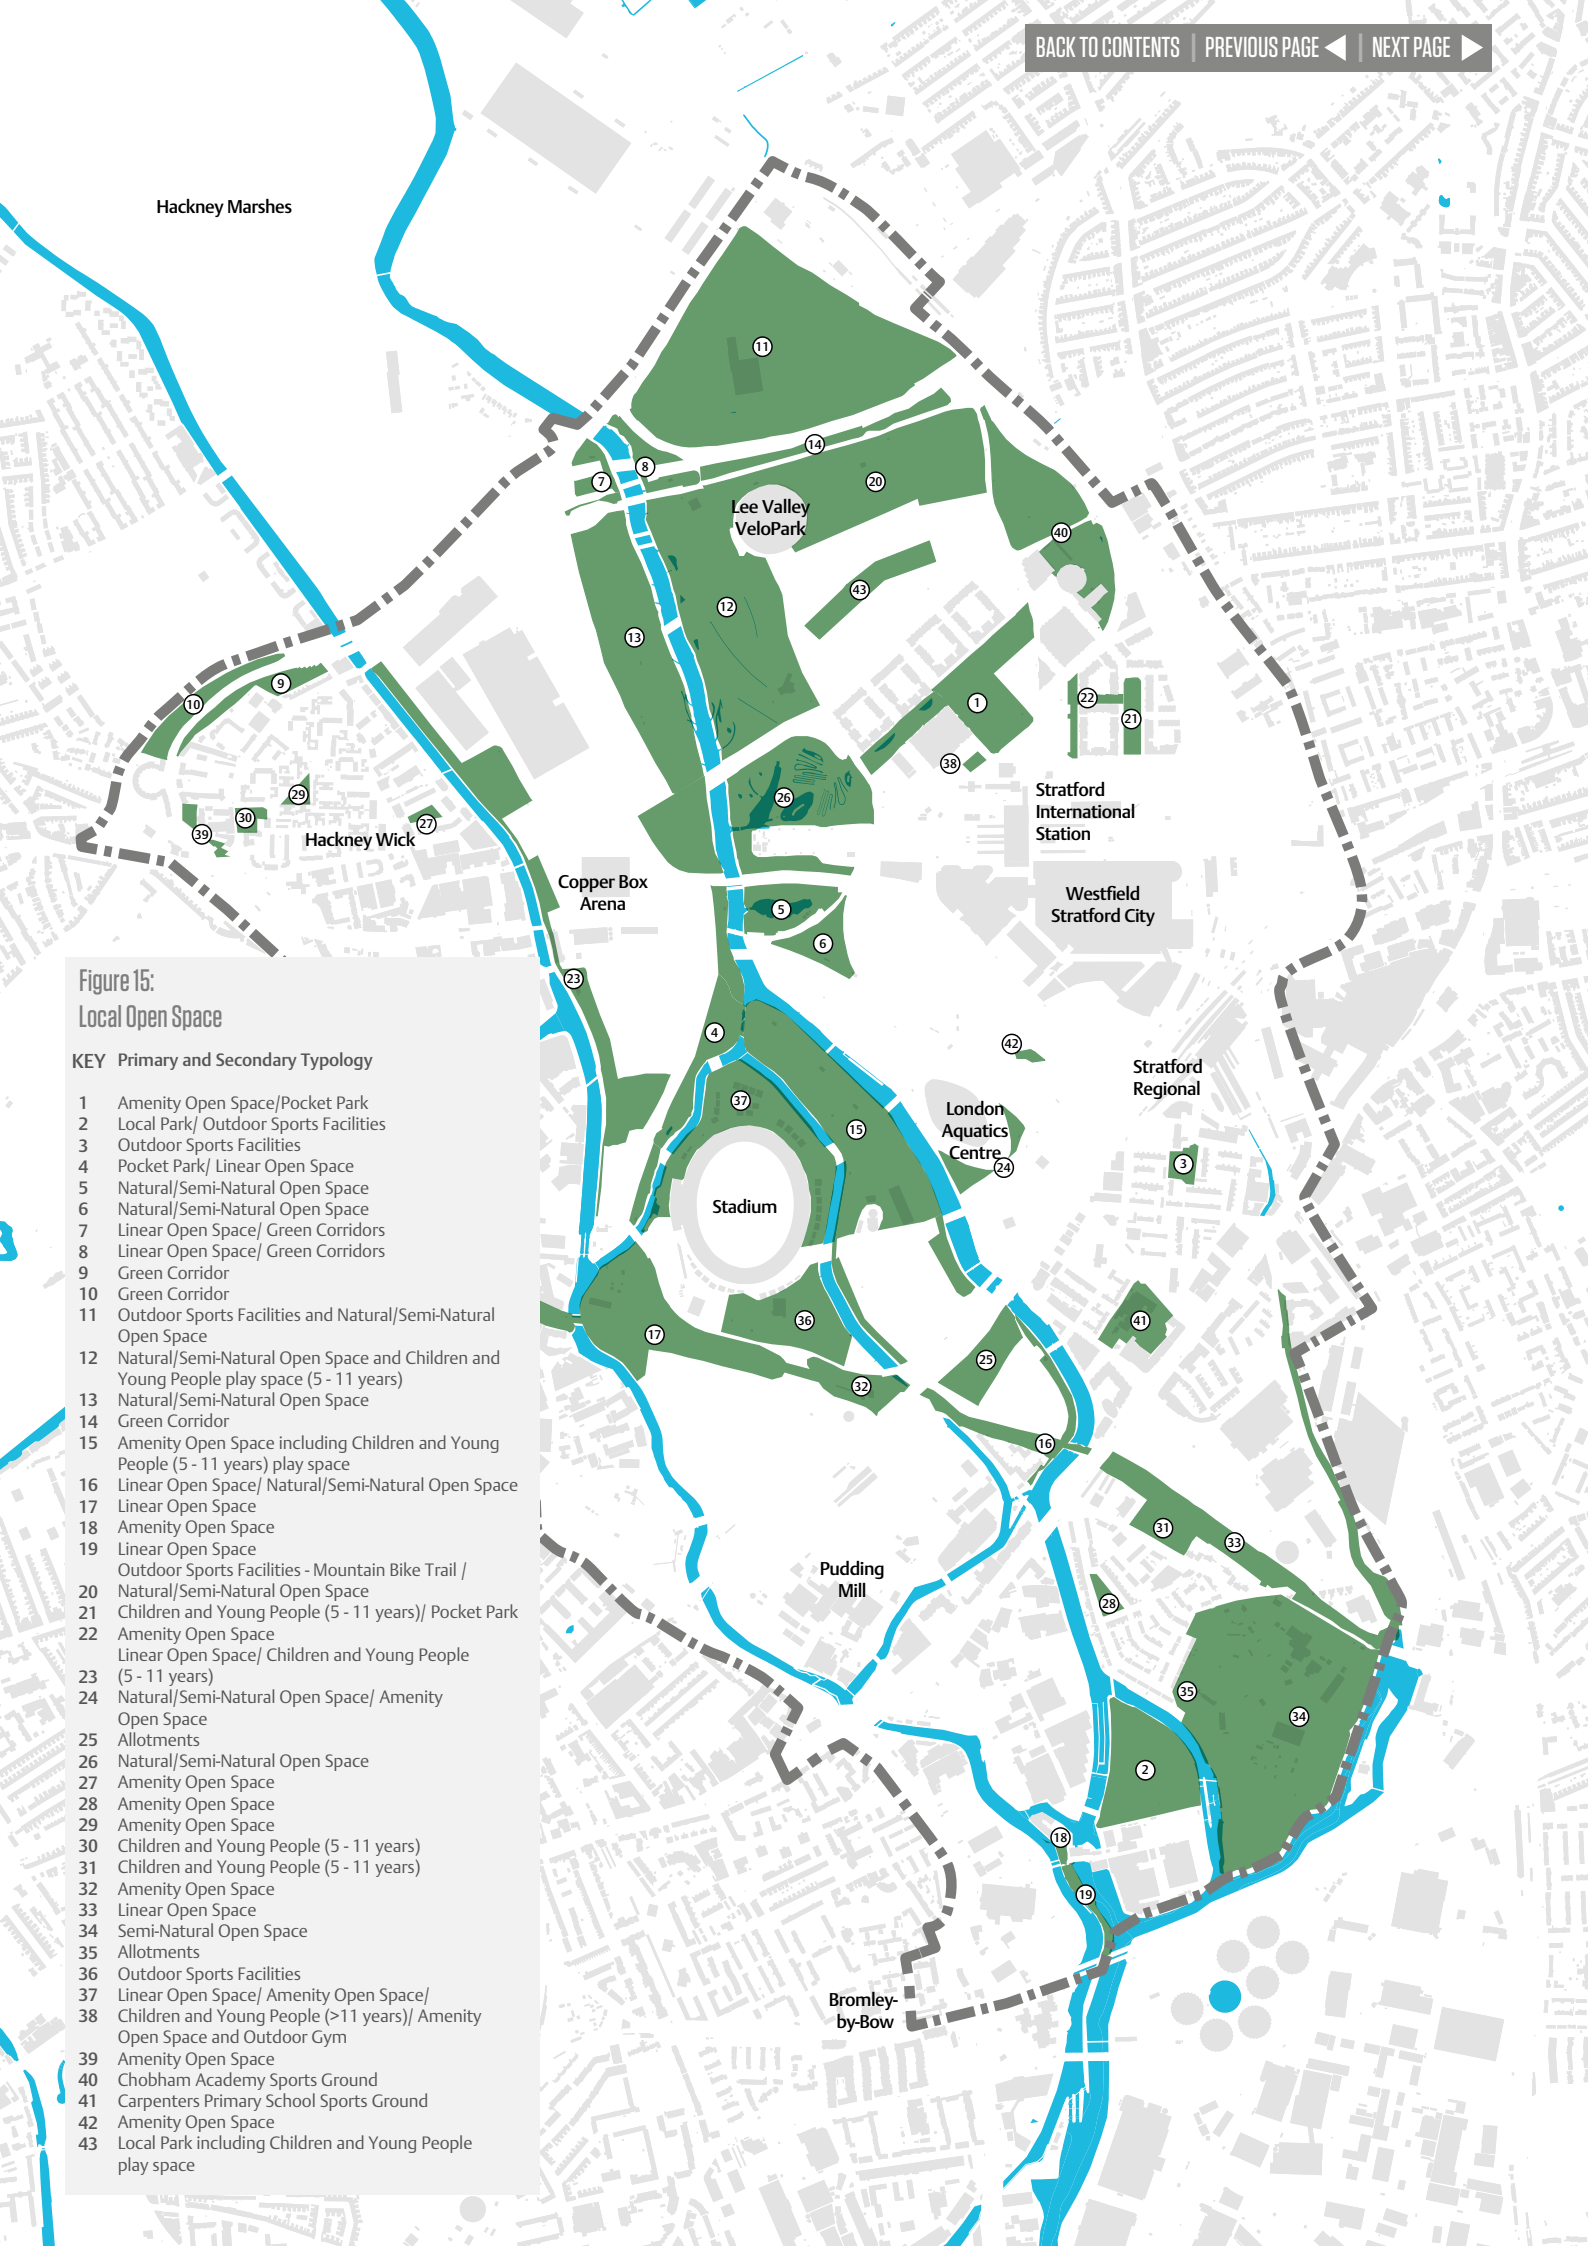 BACK TO CONTENTS | PREVIOUS PAGE | NEXT PAGE
Hackney Marshes
11
14
8
7
20
Lee Valley
VeloPark
40
43
12
13
9
10
1
22
21
38
29
26
30
27
39
Hackney Wick
Stratford
International
Station
Copper Box
Arena
Westfield
Stratford City
5
6
23
4
42
Stratford
Regional
37
15
London
Aquatics
Centre
24
3
Stadium
41
36
17
25
32
16
31
33
Pudding
Mill
28
35
34
2
18
19
Bromley-
by-Bow
Figure 15:
Local Open Space
KEY Primary and Secondary Typology
1 Amenity Open Space/Pocket Park
2 Local Park/ Outdoor Sports Facilities
3 Outdoor Sports Facilities
4 Pocket Park/ Linear Open Space
5 Natural/Semi-Natural Open Space
6 Natural/Semi-Natural Open Space
7 Linear Open Space/ Green Corridors
8 Linear Open Space/ Green Corridors
9 Green Corridor
10 Green Corridor
11 Outdoor Sports Facilities and Natural/Semi-Natural
Open Space
12 Natural/Semi-Natural Open Space and Children and
Young People play space (5 - 11 years)
13 Natural/Semi-Natural Open Space
14 Green Corridor
15 Amenity Open Space including Children and Young
People (5 - 11 years) play space
16 Linear Open Space/ Natural/Semi-Natural Open Space
17 Linear Open Space
18 Amenity Open Space
19 Linear Open Space
Outdoor Sports Facilities - Mountain Bike Trail /
20 Natural/Semi-Natural Open Space
21 Children and Young People (5 - 11 years)/ Pocket Park
22 Amenity Open Space
Linear Open Space/ Children and Young People
23 (5 - 11 years)
24 Natural/Semi-Natural Open Space/ Amenity
Open Space
25 Allotments
26 Natural/Semi-Natural Open Space
27 Amenity Open Space
28 Amenity Open Space
29 Amenity Open Space
30 Children and Young People (5 - 11 years)
31 Children and Young People (5 - 11 years)
32 Amenity Open Space
33 Linear Open Space
34 Semi-Natural Open Space
35 Allotments
36 Outdoor Sports Facilities
37 Linear Open Space/ Amenity Open Space/
38 Children and Young People (>11 years)/ Amenity
Open Space and Outdoor Gym
39 Amenity Open Space
40 Chobham Academy Sports Ground
41 Carpenters Primary School Sports Ground
42 Amenity Open Space
43 Local Park including Children and Young People
play space